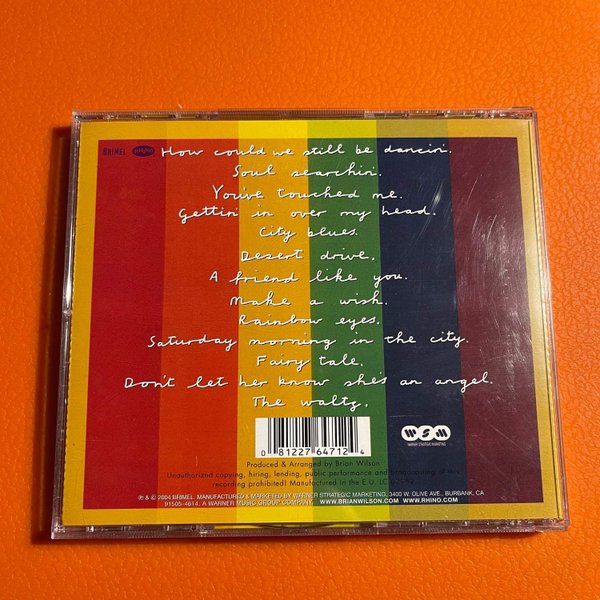 BRIMEL RHINO How could we still be dancin'.
Soul searchin'.
You've touched me.
Gettin' in over my head.
City blues.
Desert drive.
A friend like you.
Make a wish.
Rainbow eyes.
Saturday morning in the city.
Fairy tale.
Don't let her know she's an angel.
The waltz.
0 81227 64712 4
WSM
WARNER STRATEGIC MARKETING
Produced & Arranged by Brian Wilson
Unauthorized copying, hiring, lending, public performance and broadcasting of this
recording prohibited! Manufactured In the E.U. LC
℗ & © 2004 BRIMEL. MANUFACTURED & MARKETED BY WARNER STRATEGIC MARKETING, 3400 W. OLIVE AVE., BURBANK, CA
91505-4614. A WARNER MUSIC GROUP COMPANY. WWW.BRIANWILSON.COM WWW.RHINO.COM